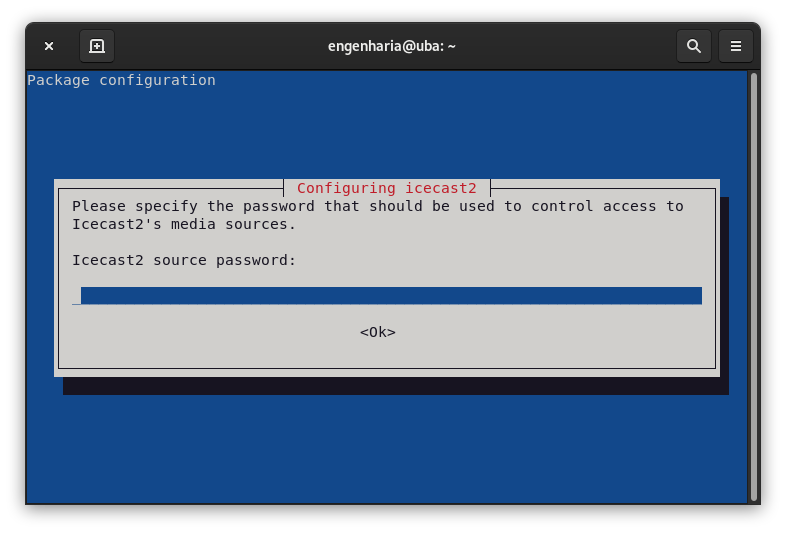 engenharia@uba: ~
Package configuration
Configuring icecast2
Please specify the password that should be used to control access to
Icecast2's media sources.
Icecast2 source password:
<Ok>